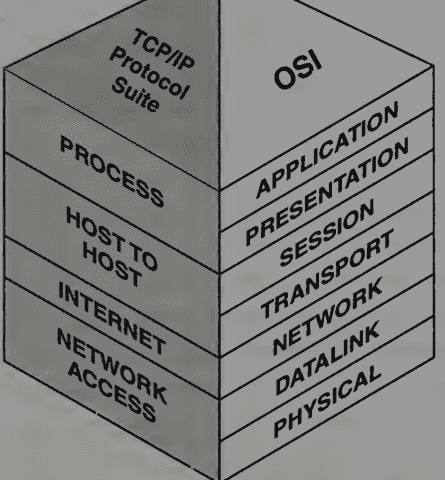 TCP/IP
Protocol
Suite
OSI
PROCESS
HOST TO
HOST
INTERNET
NETWORK
ACCESS
APPLICATION
PRESENTATION
SESSION
TRANSPORT
NETWORK
DATALINK
PHYSICAL